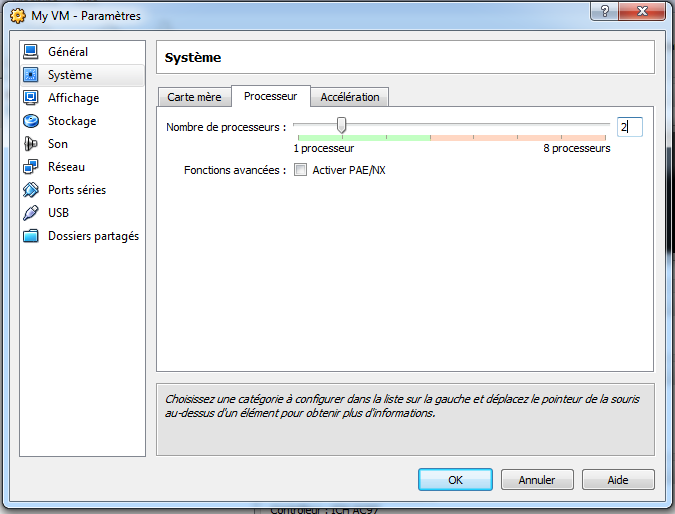 My VM - Paramètres
?
Général
Système
Affichage
Stockage
Son
Réseau
Ports séries
USB
Dossiers partagés
Système
Carte mère Processeur Accélération
Nombre de processeurs : 2
1 processeur 8 processeurs
Fonctions avancées : Activer PAE/NX
Choisissez une catégorie à configurer dans la liste sur la gauche et déplacez le pointeur de la souris
au-dessus d'un élément pour obtenir plus d'informations.
OK Annuler Aide
Contrôleur : ICH AC97